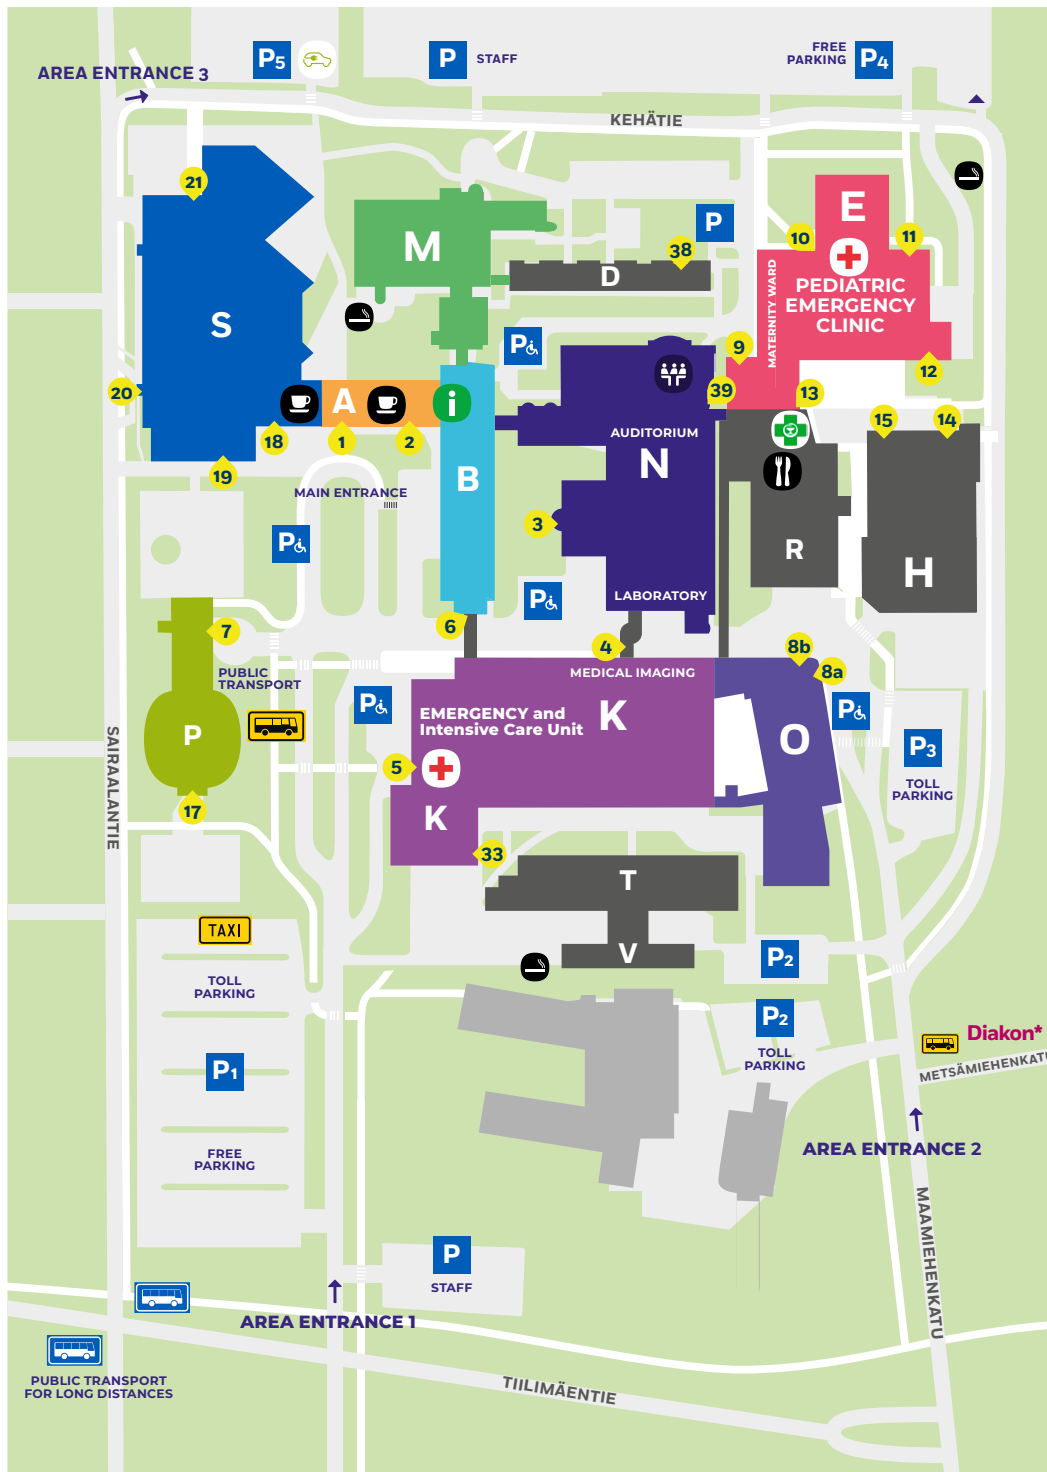 P5
P
STAFF
FREE
PARKING
P4
AREA ENTRANCE 3
KEHÄTIE
21
E
M
P
10
11
38
D
MATERNITY WARD
PEDIATRIC
EMERGENCY
CLINIC
S
P
9
12
20
39
13
A
i
18
1
2
15
14
AUDITORIUM
19
B
N
MAIN ENTRANCE
3
P
R
H
P
LABORATORY
7
6
4
8b
8a
MEDICAL IMAGING
PUBLIC
TRANSPORT
P
EMERGENCY and
Intensive Care Unit
K
P
P
O
P3
SAIRAALANTIE
5
TOLL
PARKING
17
K
33
T
TAXI
V
P2
TOLL
PARKING
P2
Diakon*
TOLL
PARKING
P1
METSÄMIEHENKATU
AREA ENTRANCE 2
FREE
PARKING
MAAMIEHENKATU
P
STAFF
AREA ENTRANCE 1
PUBLIC TRANSPORT
FOR LONG DISTANCES
TIILIMÄENTIE